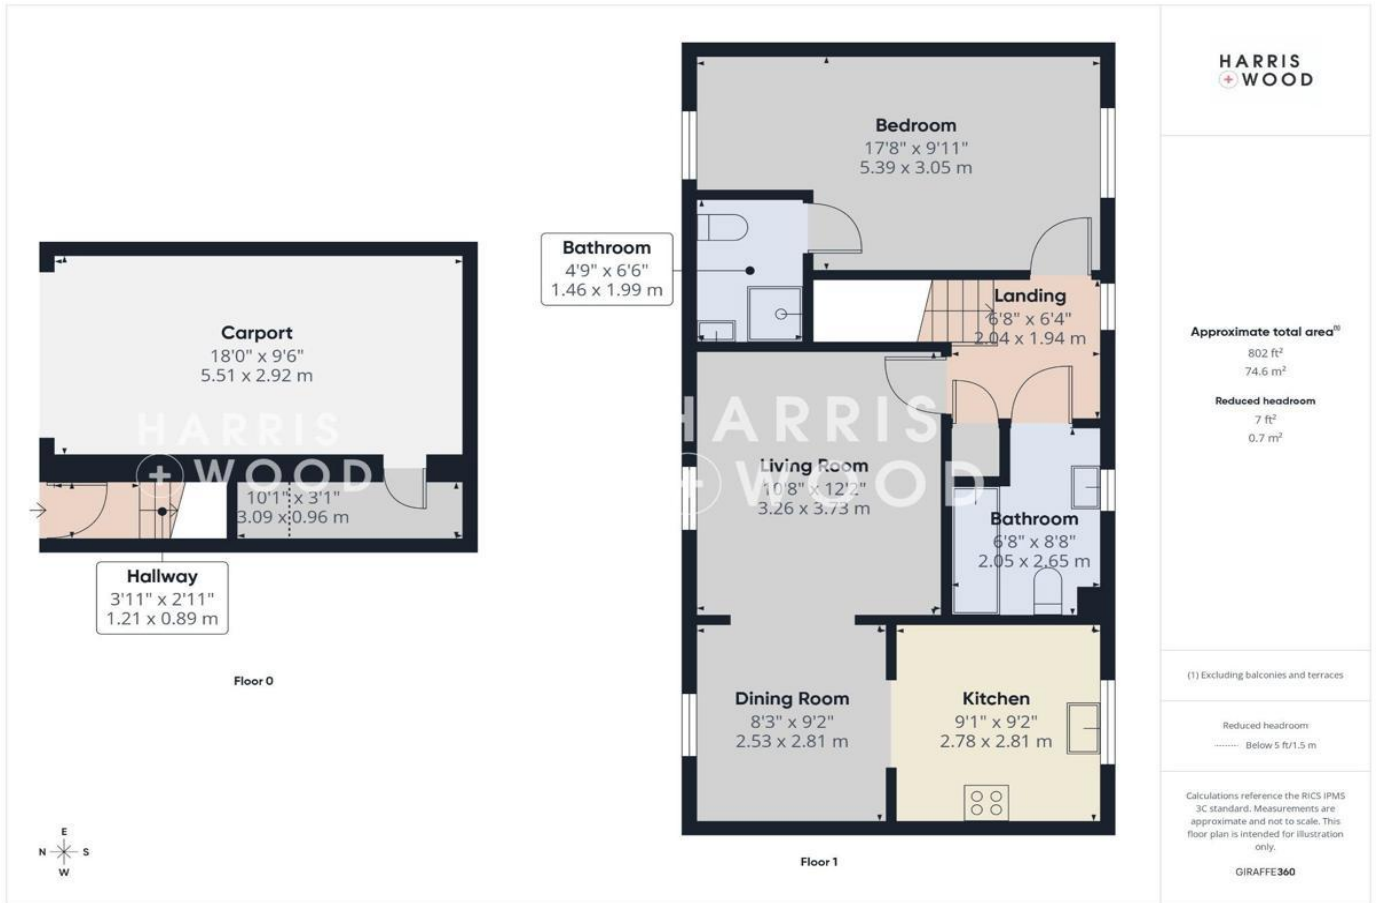 HARRIS
WOOD
Bedroom
17'8" x 9'11"
5.39 x 3.05 m
Bathroom
4'9" x 6'6"
1.46 x 1.99 m
Landing
6'8" x 6'4"
2.04 x 1.94 m
Carport
18'0" x 9'6"
5.51 x 2.92 m
HARRIS
WOOD
10'1" x 3'1"
3.09 x 0.96 m
Hallway
3'11" x 2'11"
1.21 x 0.89 m
Floor 0
HARRIS
WOOD
Living Room
10'8" x 12'2"
3.26 x 3.73 m
Bathroom
6'8" x 8'8"
2.05 x 2.65 m
Dining Room
8'3" x 9'2"
2.53 x 2.81 m
Kitchen
9'1" x 9'2"
2.78 x 2.81 m
Floor 1
E
N S
W
Approximate total area⁽¹⁾
802 ft²
74.6 m²
Reduced headroom
7 ft²
0.7 m²
(1) Excluding balconies and terraces
Reduced headroom
Below 5 ft/1.5 m
Calculations reference the RICS IPMS
3C standard. Measurements are
approximate and not to scale. This
floor plan is intended for illustration
only.
GIRAFFE360